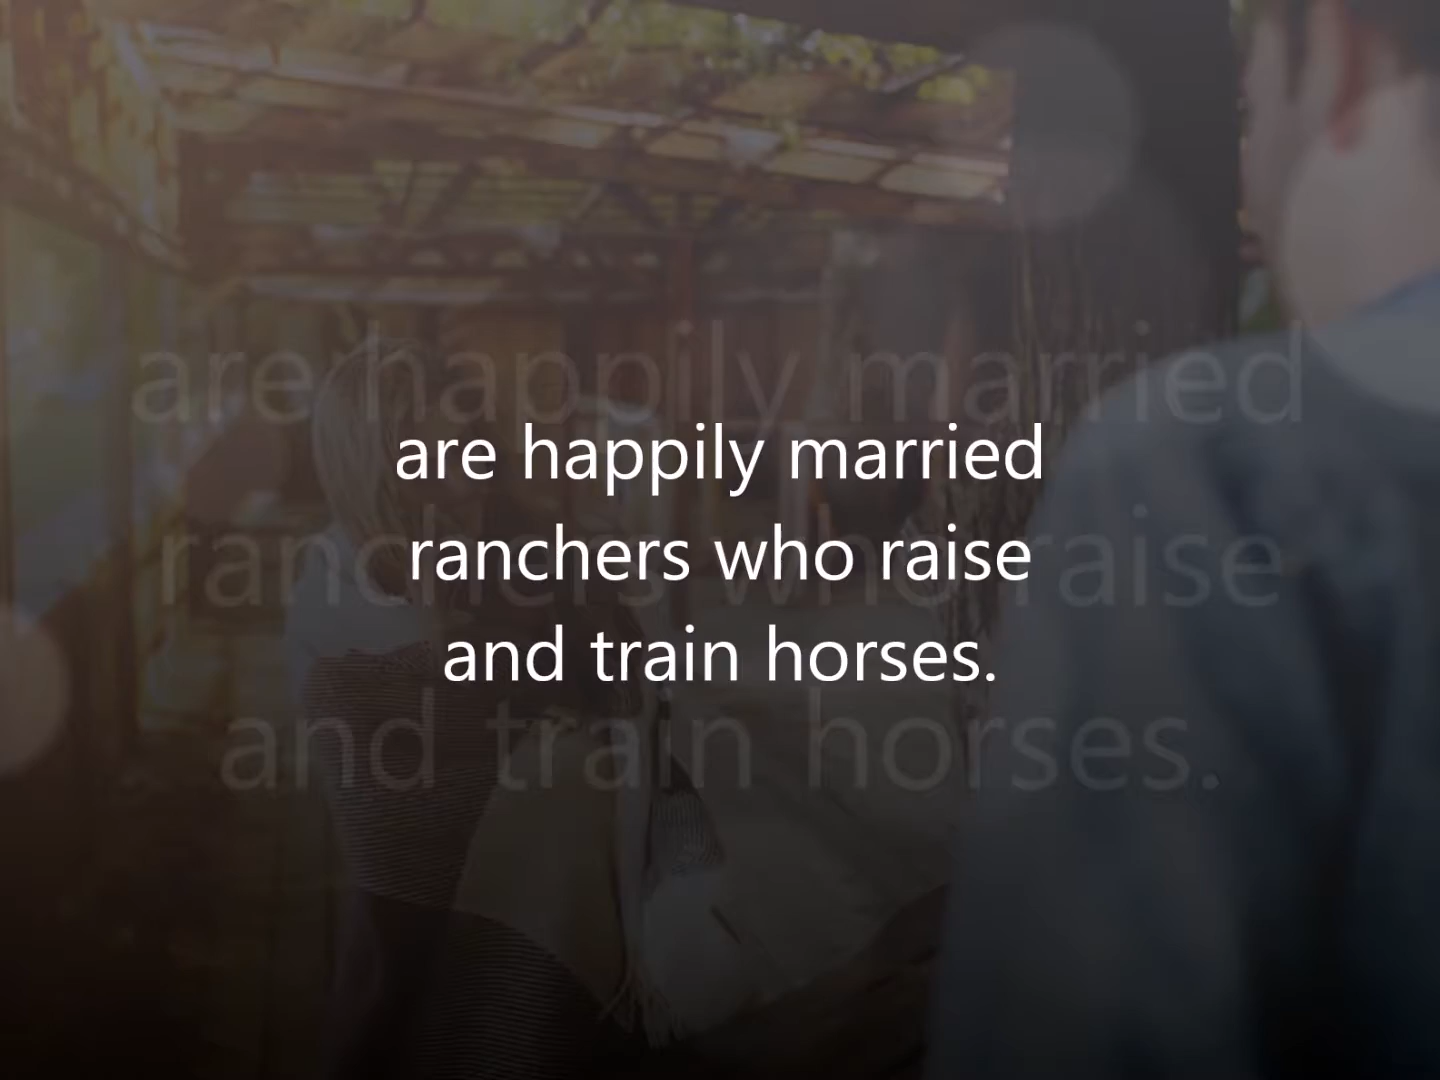 are happily married
ranchers who raise
and train horses.